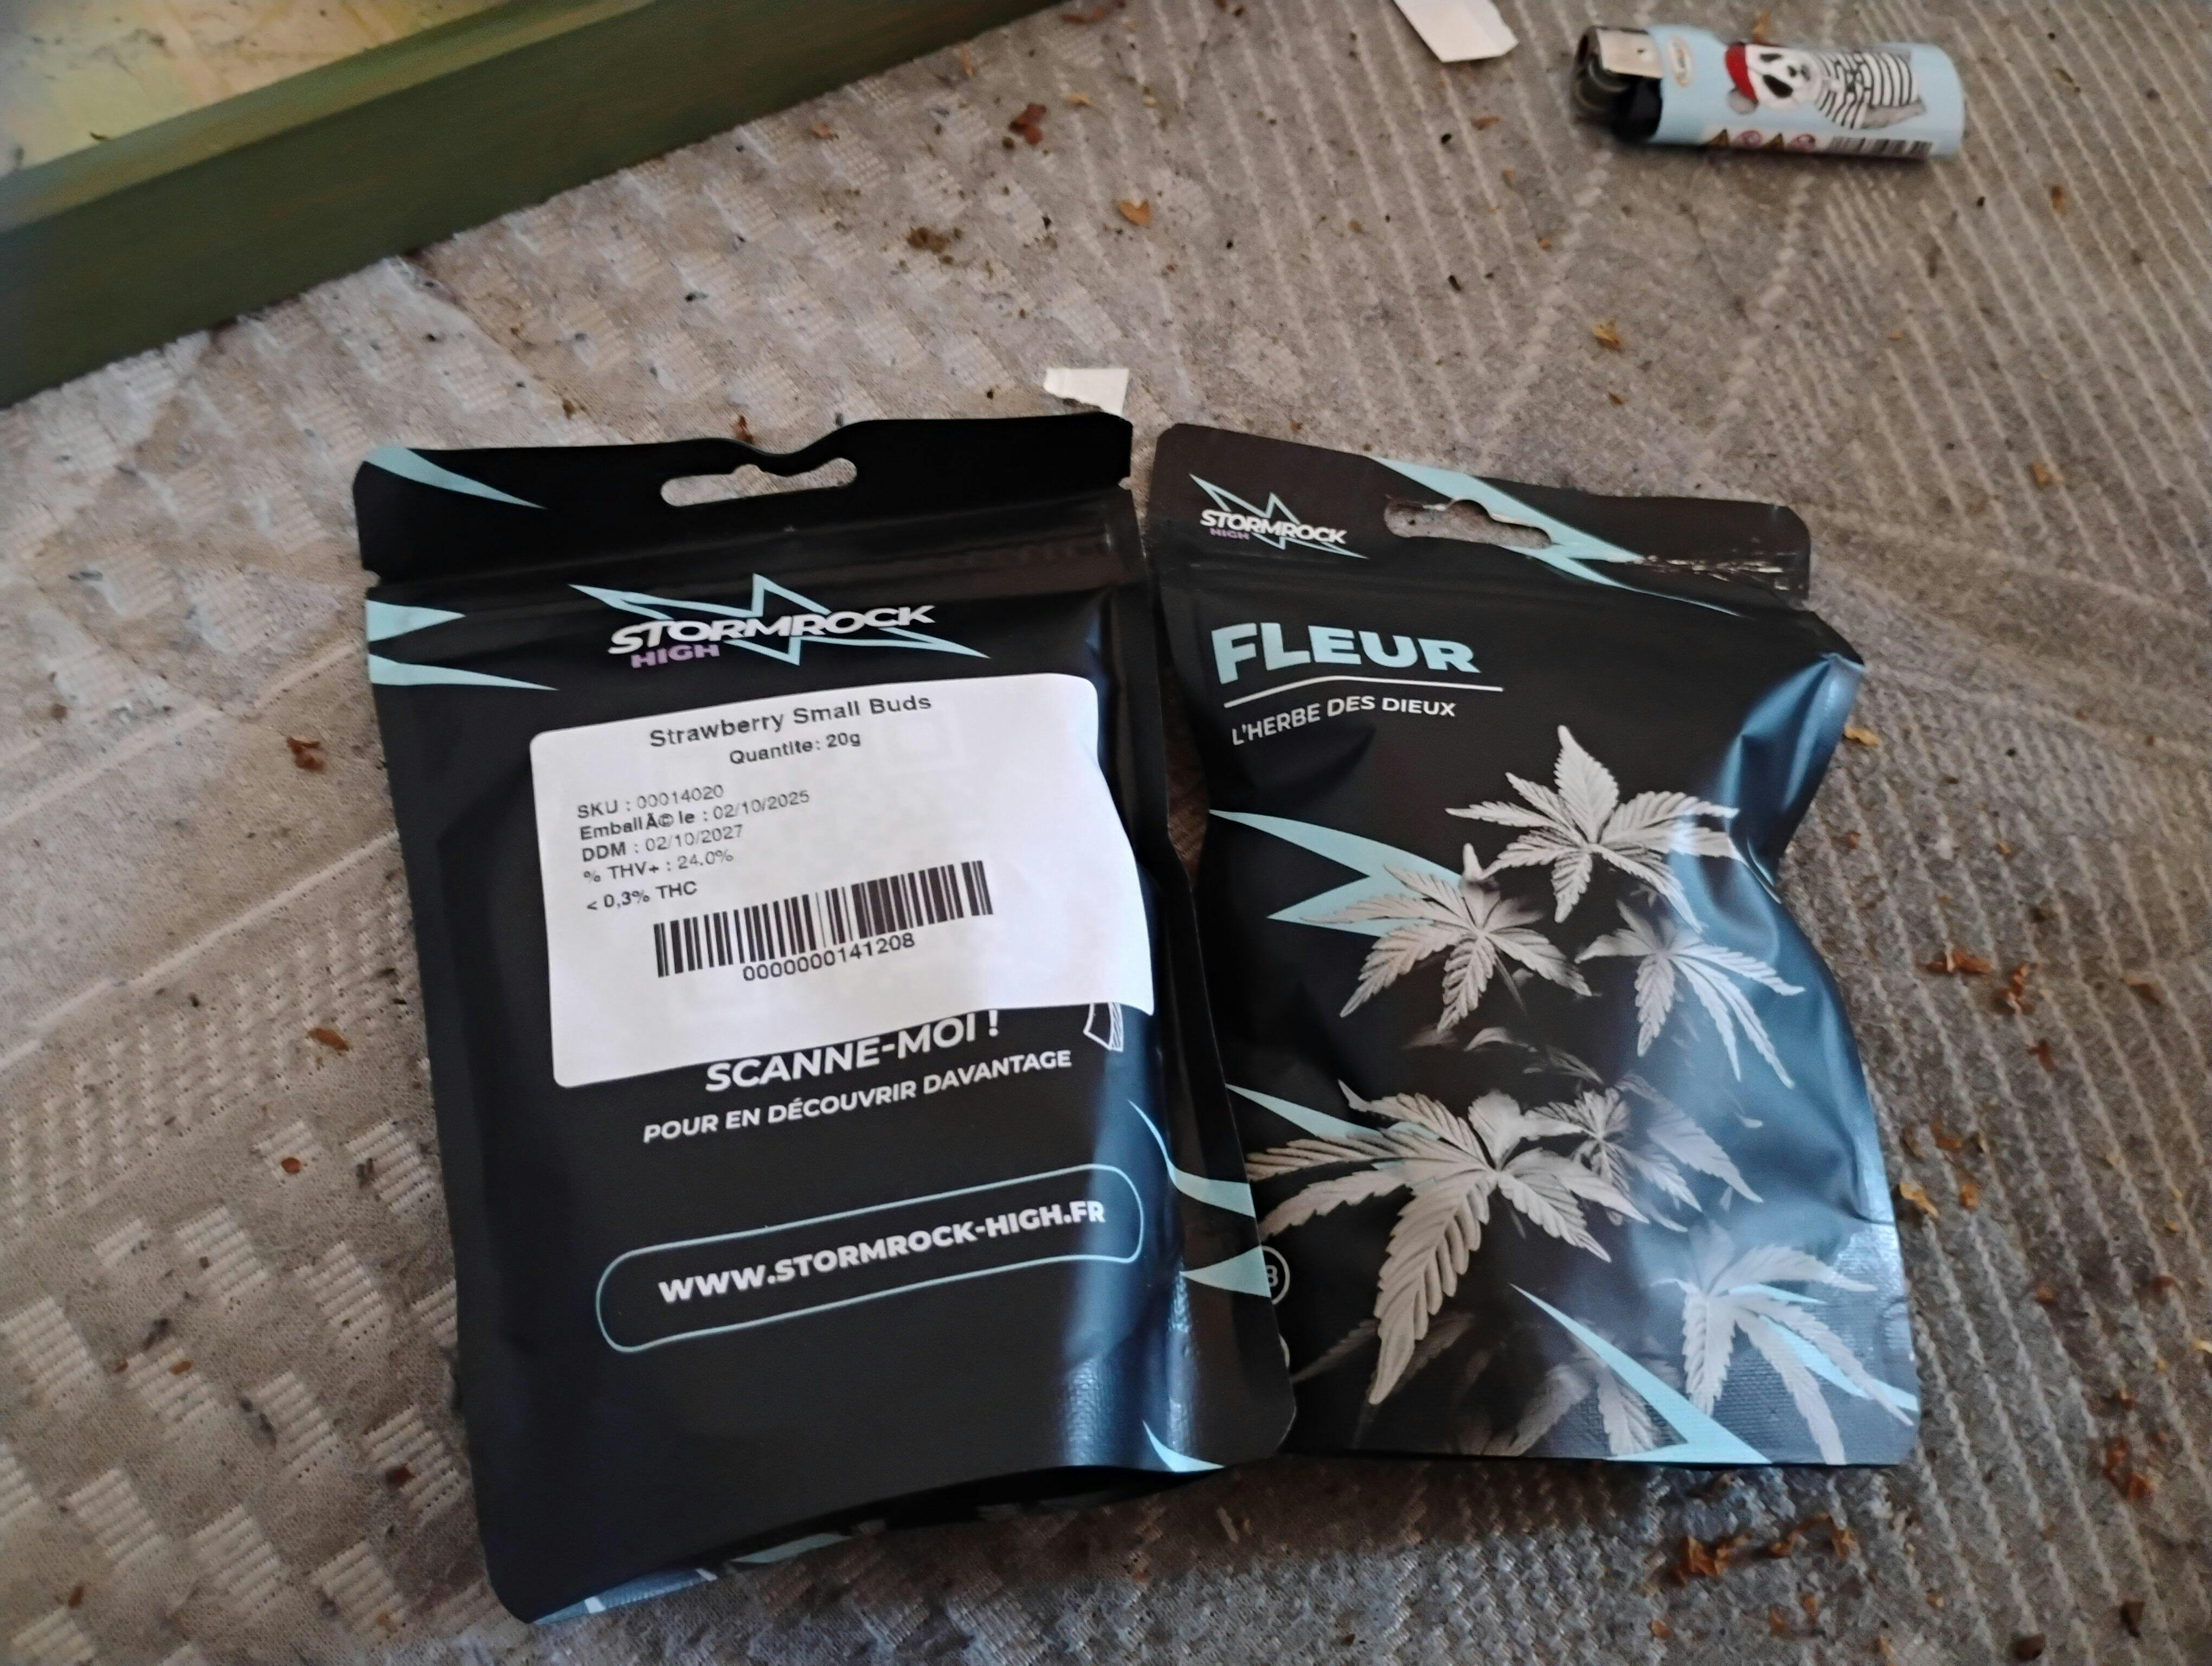 STORMROCK
HIGH
Strawberry Small Buds
Quantite: 20g
SKU : 00014020
EmballÃ© le : 02/10/2025
DDM : 02/10/2027
% THV+ : 24,0%
< 0,3% THC
0000000141208
SCANNE-MOI !
POUR EN DÉCOUVRIR DAVANTAGE
WWW.STORMROCK-HIGH.FR
STORMROCK
HIGH
FLEUR
L'HERBE DES DIEUX